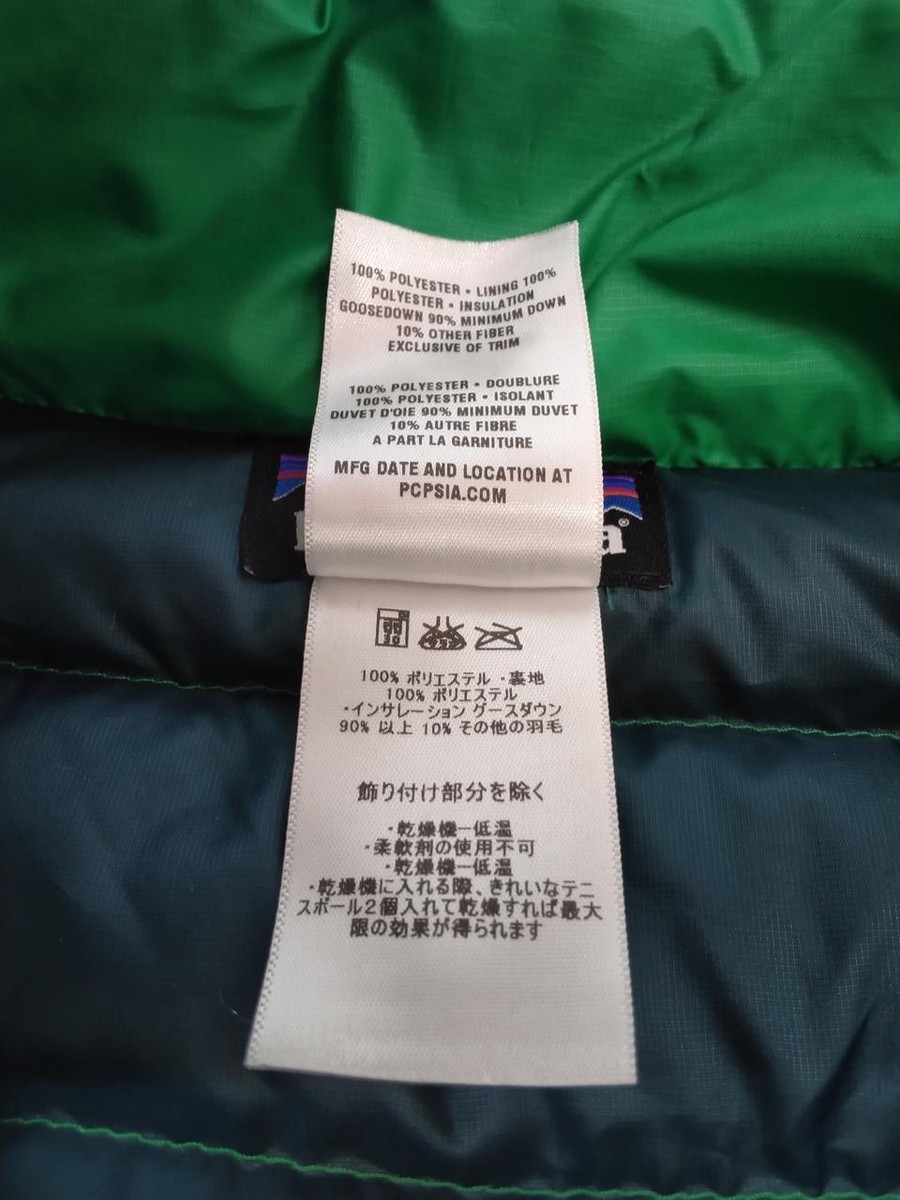 100% POLYESTER • LINING 100%
POLYESTER • INSULATION
GOOSEDOWN 90% MINIMUM DOWN
10% OTHER FIBER
EXCLUSIVE OF TRIM
100% POLYESTER • DOUBLURE
100% POLYESTER • ISOLANT
DUVET D'OIE 90% MINIMUM DUVET
10% AUTRE FIBRE
A PART LA GARNITURE
MFG DATE AND LOCATION AT
PCPSIA.COM
a®
100% ポリエステル ・裏地
100% ポリエステル
・インサレーション グースダウン
90% 以上 10% その他の羽毛
飾り付け部分を除く
・乾燥機ー低温
・柔軟剤の使用不可
・乾燥機ー低温
・乾燥機に入れる際、きれいなテニ
スボール2個入れて乾燥すれば最大
限の効果が得られます